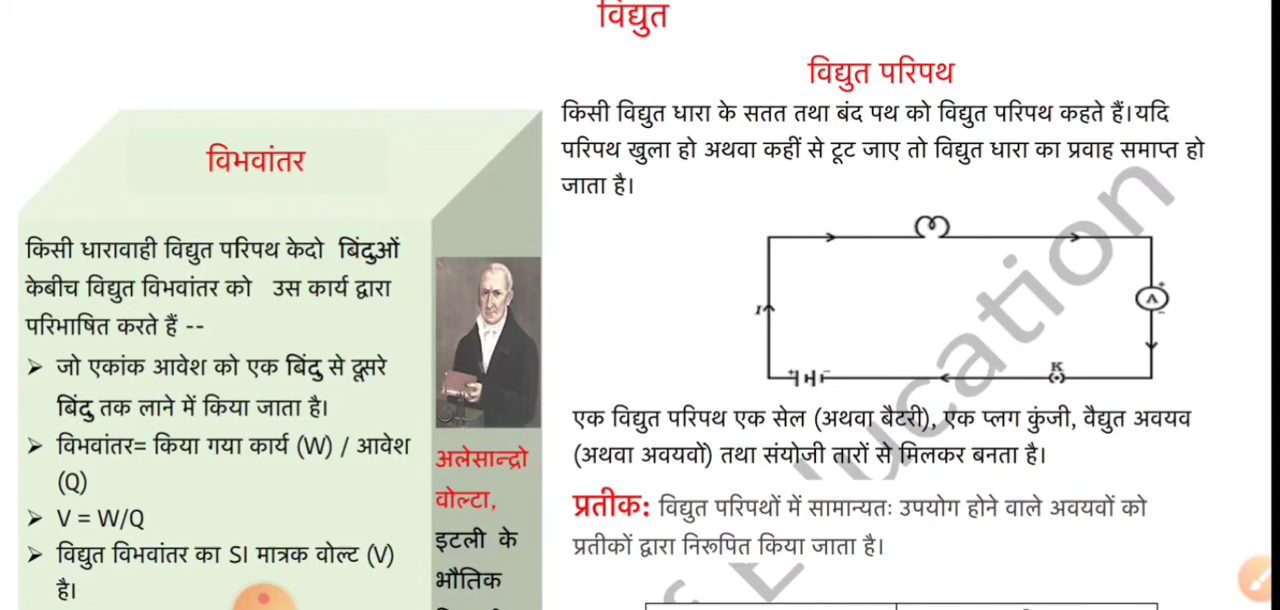 विद्युत
विभवांतर
किसी धारावाही विद्युत परिपथ केदो बिंदुओं
केबीच विद्युत विभवांतर को उस कार्य द्वारा
परिभाषित करते हैं --
➢ जो एकांक आवेश को एक बिंदु से दूसरे
बिंदु तक लाने में किया जाता है।
➢ विभवांतर= किया गया कार्य (W) / आवेश
(Q)
➢ V = W/Q
➢ विद्युत विभवांतर का SI मात्रक वोल्ट (V)
है।
अलेसान्द्रो
वोल्टा,
इटली के
भौतिक
विद्युत परिपथ
किसी विद्युत धारा के सतत तथा बंद पथ को विद्युत परिपथ कहते हैं।यदि
परिपथ खुला हो अथवा कहीं से टूट जाए तो विद्युत धारा का प्रवाह समाप्त हो
जाता है।
I
+
A
–
+ –
K
एक विद्युत परिपथ एक सेल (अथवा बैटरी), एक प्लग कुंजी, वैद्युत अवयव
(अथवा अवयवों) तथा संयोजी तारों से मिलकर बनता है।
प्रतीक: विद्युत परिपथों में सामान्यतः उपयोग होने वाले अवयवों को
प्रतीकों द्वारा निरूपित किया जाता है।